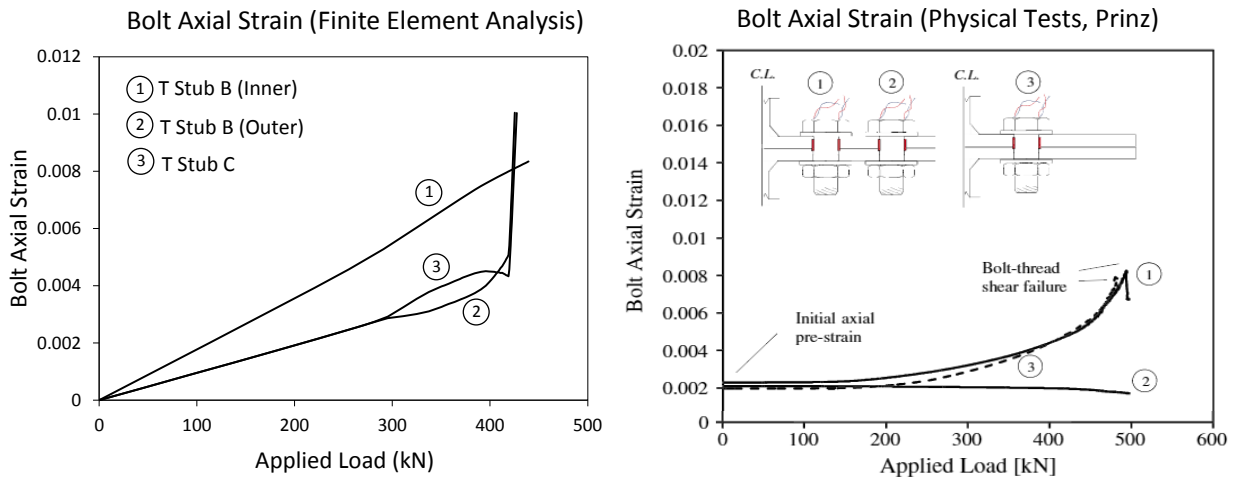 Bolt Axial Strain (Finite Element Analysis)
0.012
0.01
0.008
0.006
0.004
0.002
0
Bolt Axial Strain
1 T Stub B (Inner)
2 T Stub B (Outer)
3 T Stub C
1
3
2
0 100 200 300 400 500
Applied Load (kN)
Bolt Axial Strain (Physical Tests, Prinz)
0.02
0.018
0.016
0.014
0.012
0.01
0.008
0.006
0.004
0.002
0
Bolt Axial Strain
C.L. 1 2 C.L. 3
Bolt-thread
shear failure
1
Initial axial
pre-strain
3
2
0 100 200 300 400 500 600
Applied Load [kN]